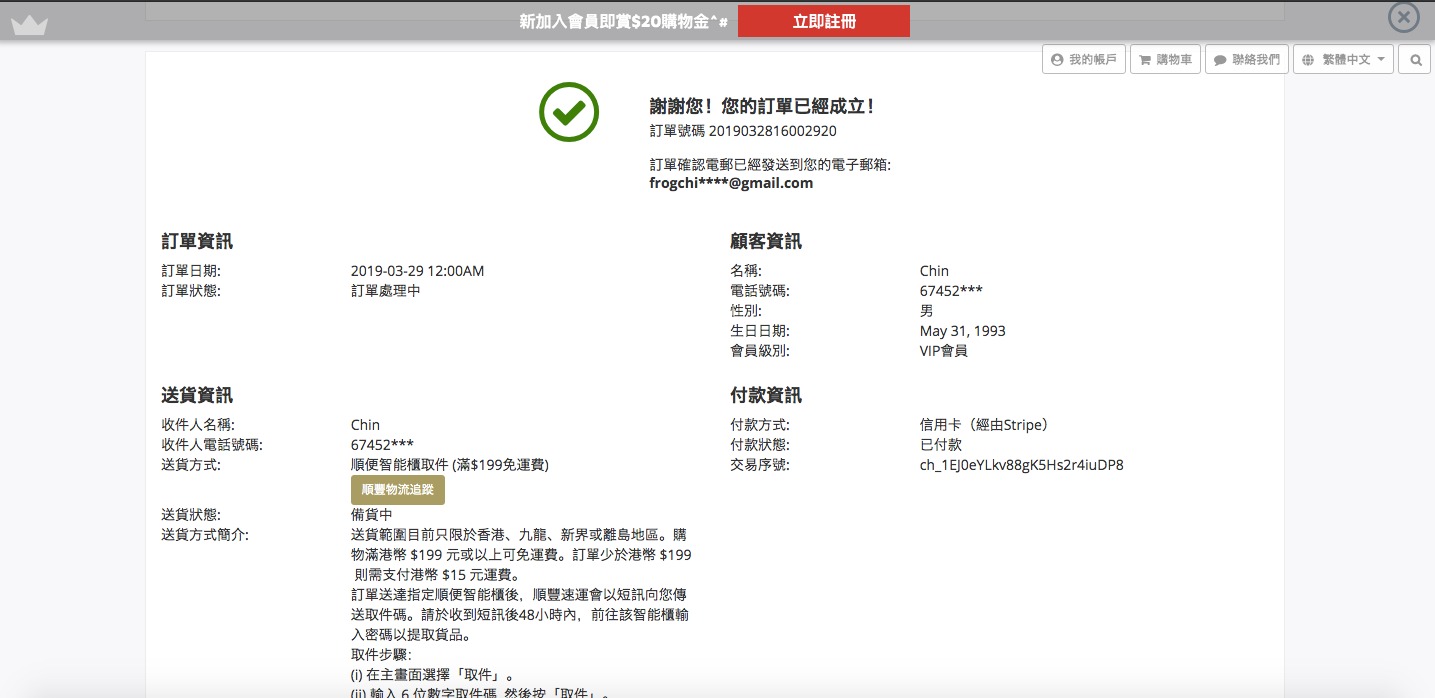 新加入會員即賞$20購物金^#
立即註冊
我的帳戶
購物車
聯絡我們
繁體中文
謝謝您！您的訂單已經成立！
訂單號碼 2019032816002920
訂單確認電郵已經發送到您的電子郵箱:
frogchi****@gmail.com
訂單資訊
訂單日期: 2019-03-29 12:00AM
訂單狀態: 訂單處理中
顧客資訊
名稱: Chin
電話號碼: 67452***
性別: 男
生日日期: May 31, 1993
會員級別: VIP會員
送貨資訊
收件人名稱: Chin
收件人電話號碼: 67452***
送貨方式: 順便智能櫃取件 (滿$199免運費)
順豐物流追蹤
送貨狀態: 備貨中
送貨方式簡介: 送貨範圍目前只限於香港、九龍、新界或離島地區。購
物滿港幣 $199 元或以上可免運費。訂單少於港幣 $199
則需支付港幣 $15 元運費。
訂單送達指定順便智能櫃後，順豐速運會以短訊向您傳
送取件碼。請於收到短訊後48小時內，前往該智能櫃輸
入密碼以提取貨品。
取件步驟:
(i) 在主畫面選擇「取件」。
(ii) 輸入 6 位數字取件碼, 然後按「取件」。
付款資訊
付款方式: 信用卡（經由Stripe）
付款狀態: 已付款
交易序號: ch_1EJ0eYLkv88gK5Hs2r4iuDP8